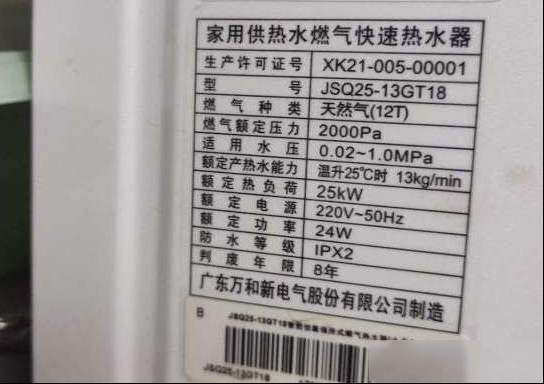 家用供热水燃气快速热水器
生产许可证号 XK21-005-00001
型号 JSQ25-13GT18
燃气种类 天然气(12T)
燃气额定压力 2000Pa
适用水压 0.02~1.0MPa
额定产热水能力 温升25℃时 13kg/min
额定热负荷 25kW
额定电源 220V~50Hz
额定功率 24W
防水等级 IPX2
判废年限 8年
广东万和新电气股份有限公司制造
B JSQ25-13GT18
JSQ25-13GT18